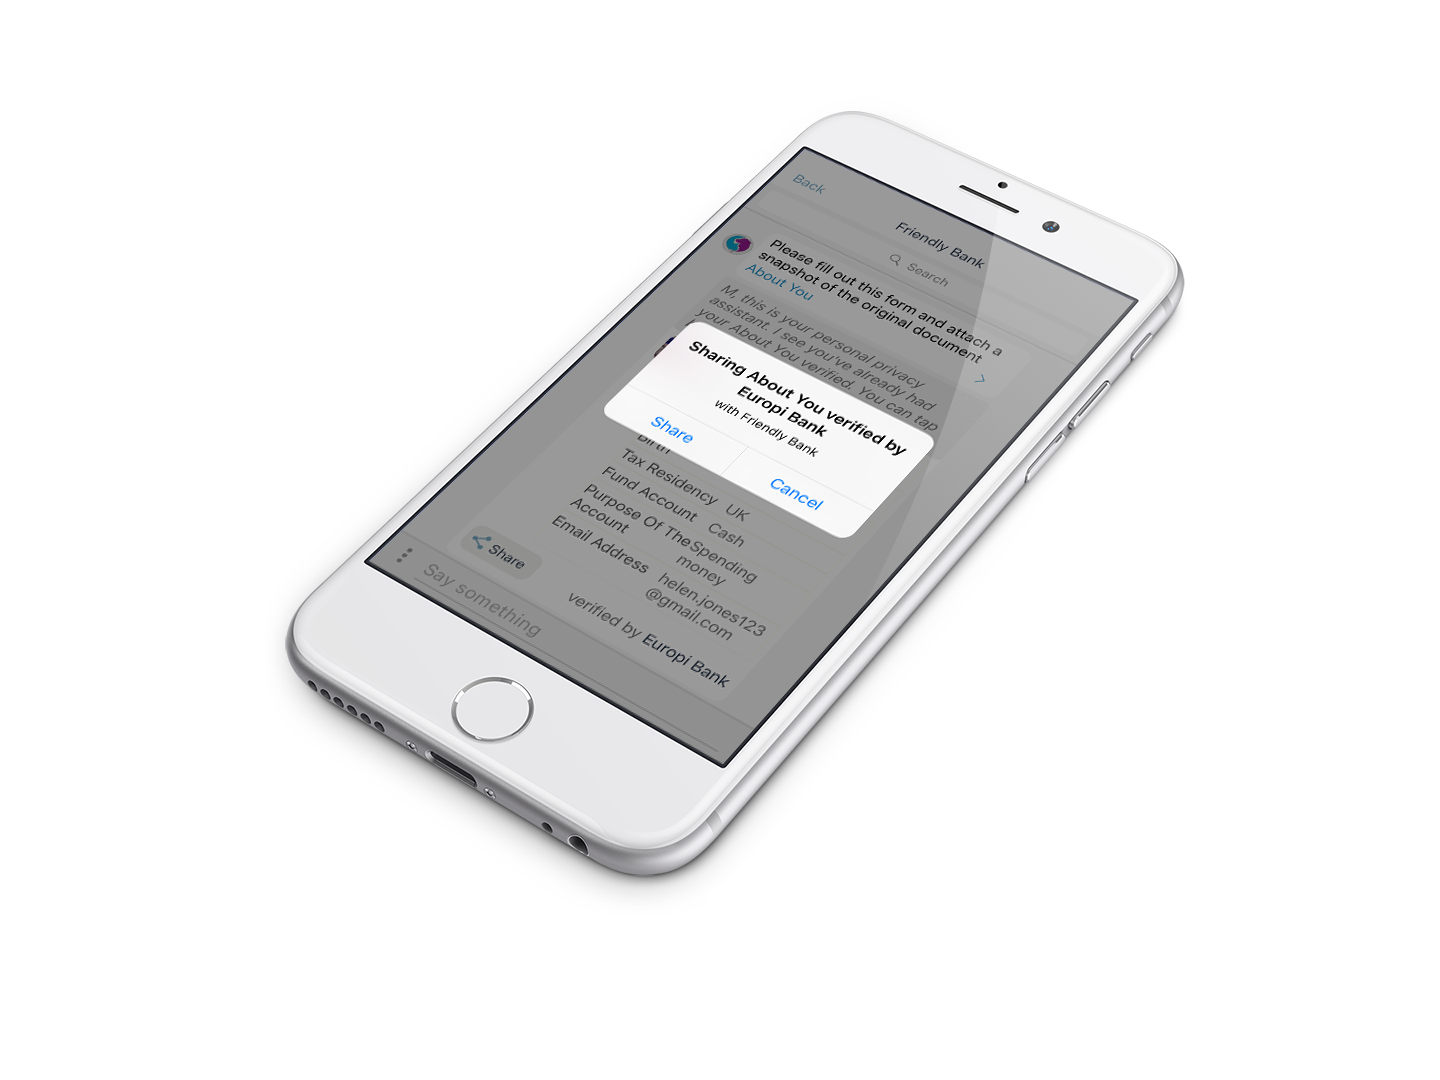 Back
Friendly Bank
Search
Please fill out this form and attach a
snapshot of the original document
About You
M, this is your personal privacy
assistant. I see you've already had
your About You verified. You can tap
Sharing About You verified by
Europi Bank
with Friendly Bank
Share
Cancel
Birth
Tax Residency UK
Fund Account Cash
Purpose Of The Spending
Account money
Email Address helen.jones123
@gmail.com
Share
verified by Europi Bank
Say something